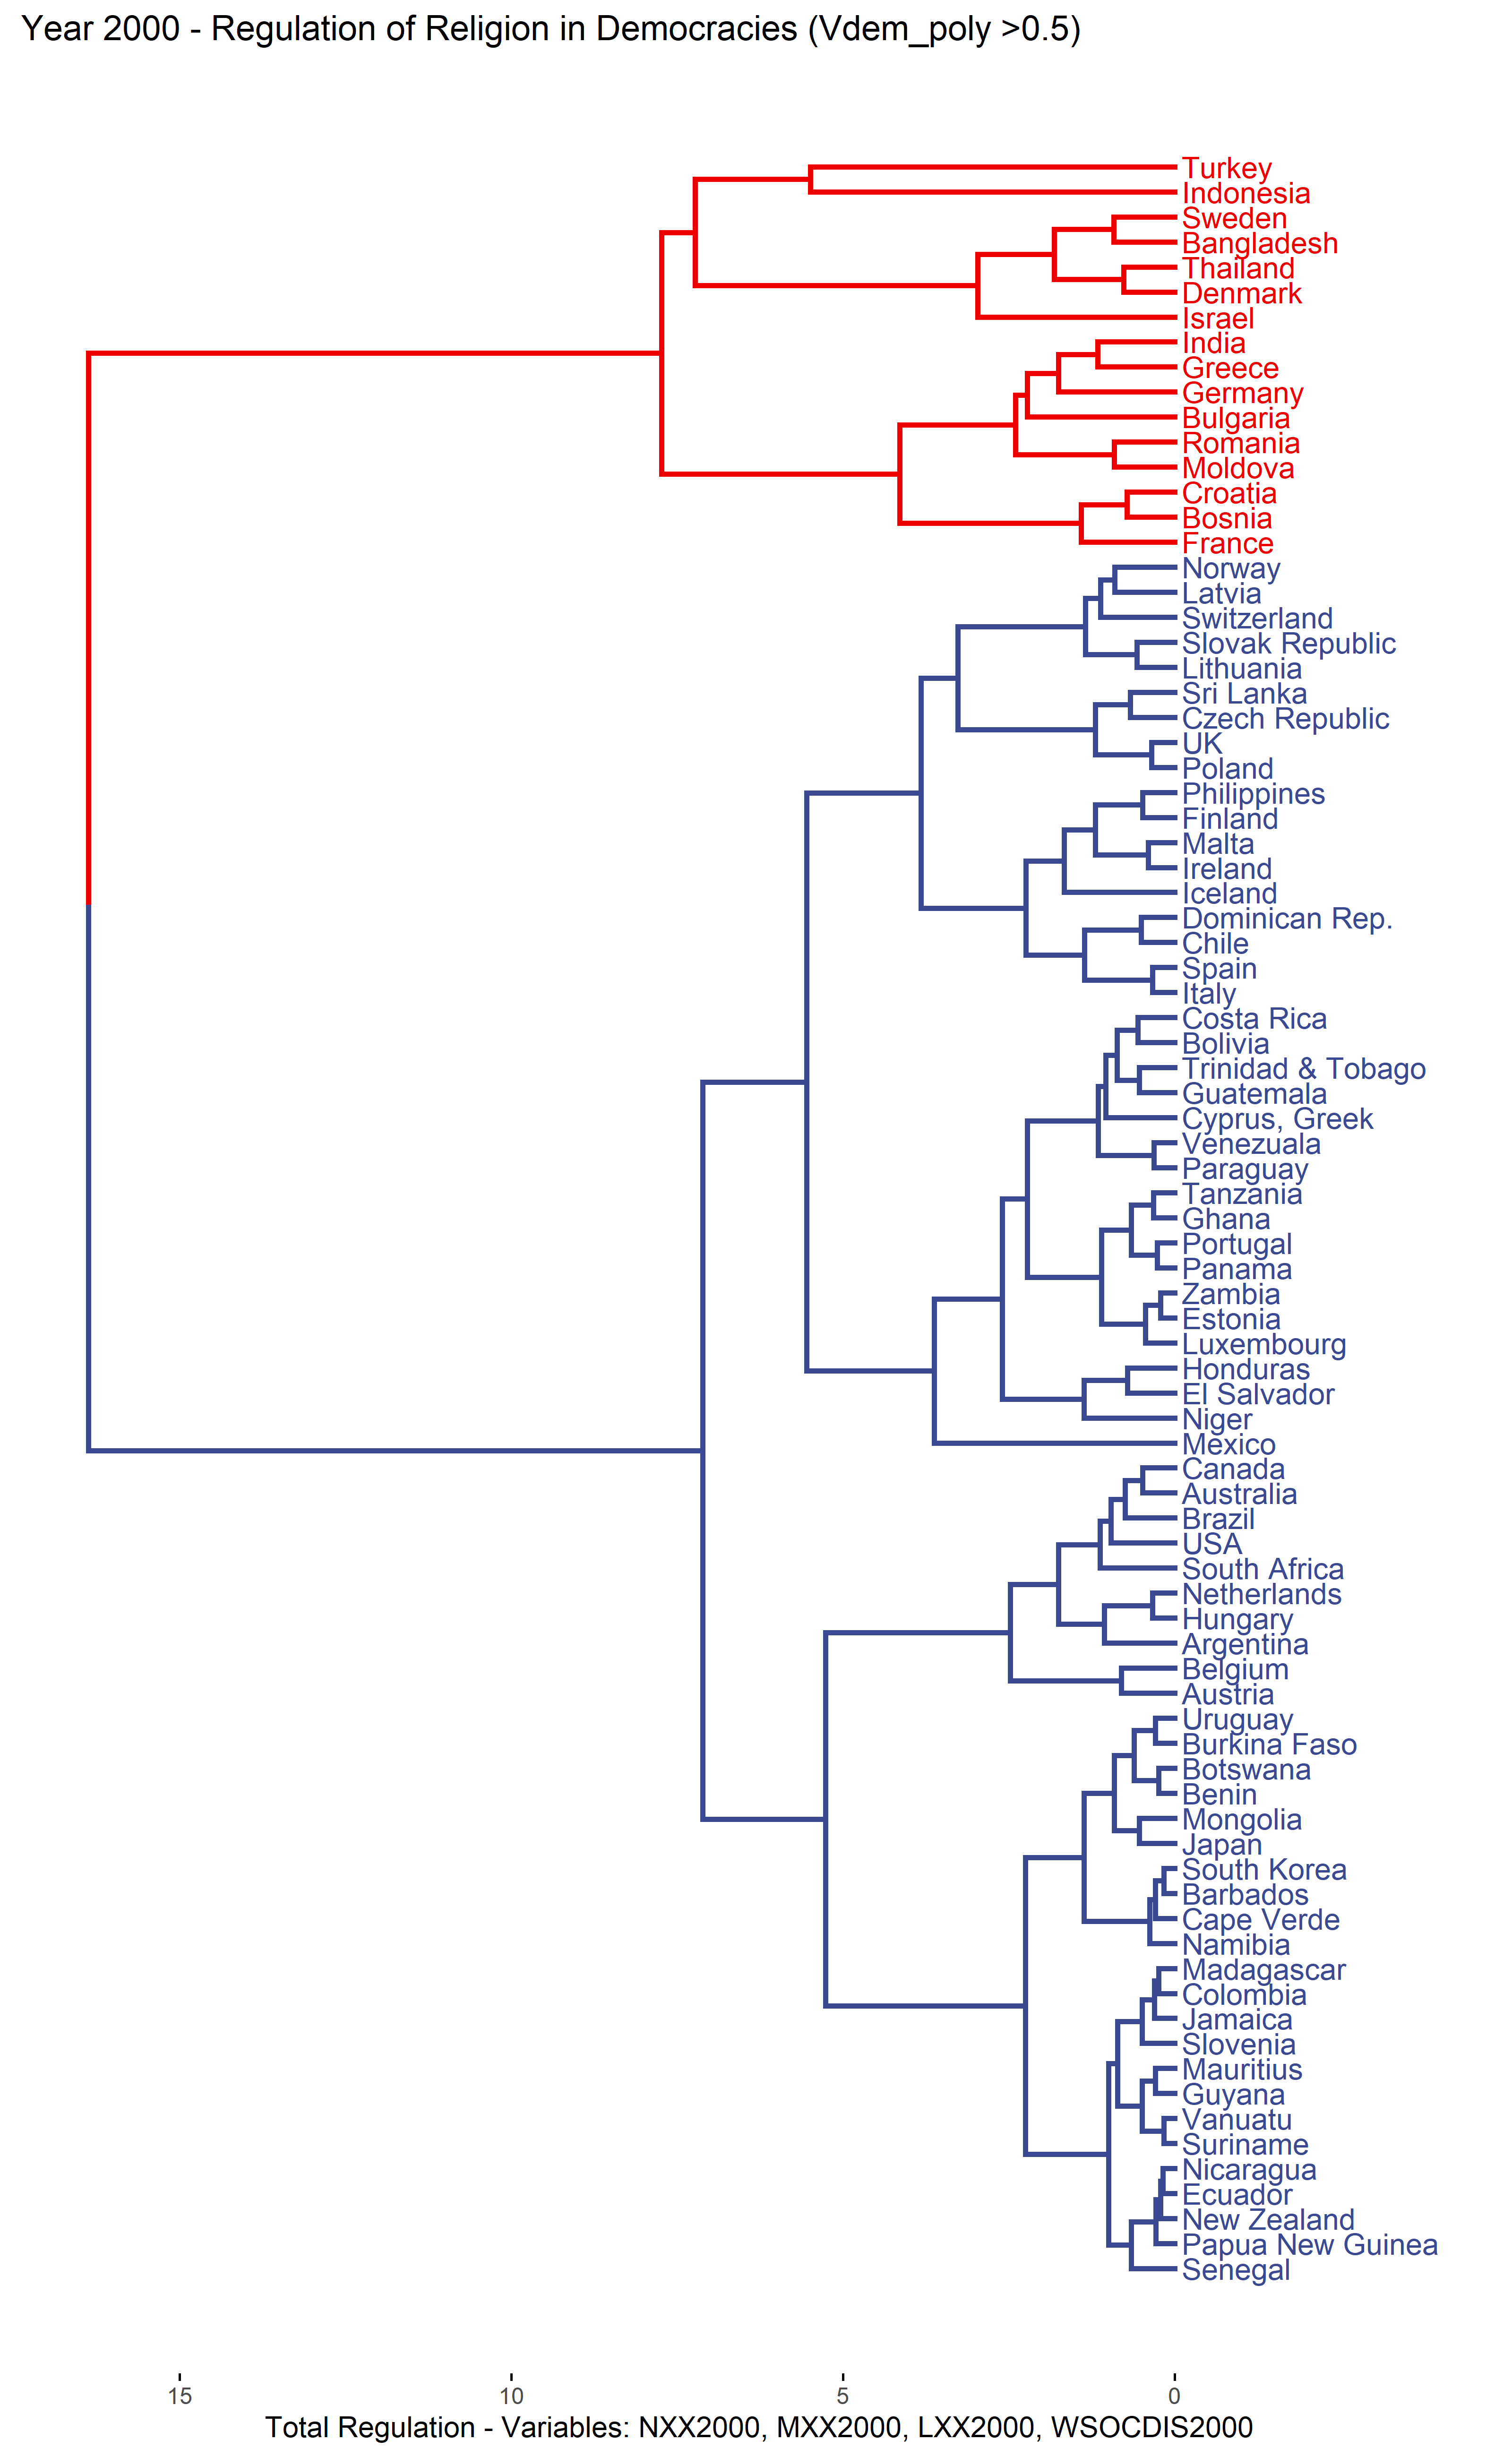 Year 2000 - Regulation of Religion in Democracies (Vdem_poly >0.5)
Turkey
Indonesia
Sweden
Bangladesh
Thailand
Denmark
Israel
India
Greece
Germany
Bulgaria
Romania
Moldova
Croatia
Bosnia
France
Norway
Latvia
Switzerland
Slovak Republic
Lithuania
Sri Lanka
Czech Republic
UK
Poland
Philippines
Finland
Malta
Ireland
Iceland
Dominican Rep.
Chile
Spain
Italy
Costa Rica
Bolivia
Trinidad & Tobago
Guatemala
Cyprus, Greek
Venezuala
Paraguay
Tanzania
Ghana
Portugal
Panama
Zambia
Estonia
Luxembourg
Honduras
El Salvador
Niger
Mexico
Canada
Australia
Brazil
USA
South Africa
Netherlands
Hungary
Argentina
Belgium
Austria
Uruguay
Burkina Faso
Botswana
Benin
Mongolia
Japan
South Korea
Barbados
Cape Verde
Namibia
Madagascar
Colombia
Jamaica
Slovenia
Mauritius
Guyana
Vanuatu
Suriname
Nicaragua
Ecuador
New Zealand
Papua New Guinea
Senegal
15 10 5 0
Total Regulation - Variables: NXX2000, MXX2000, LXX2000, WSOCDIS2000